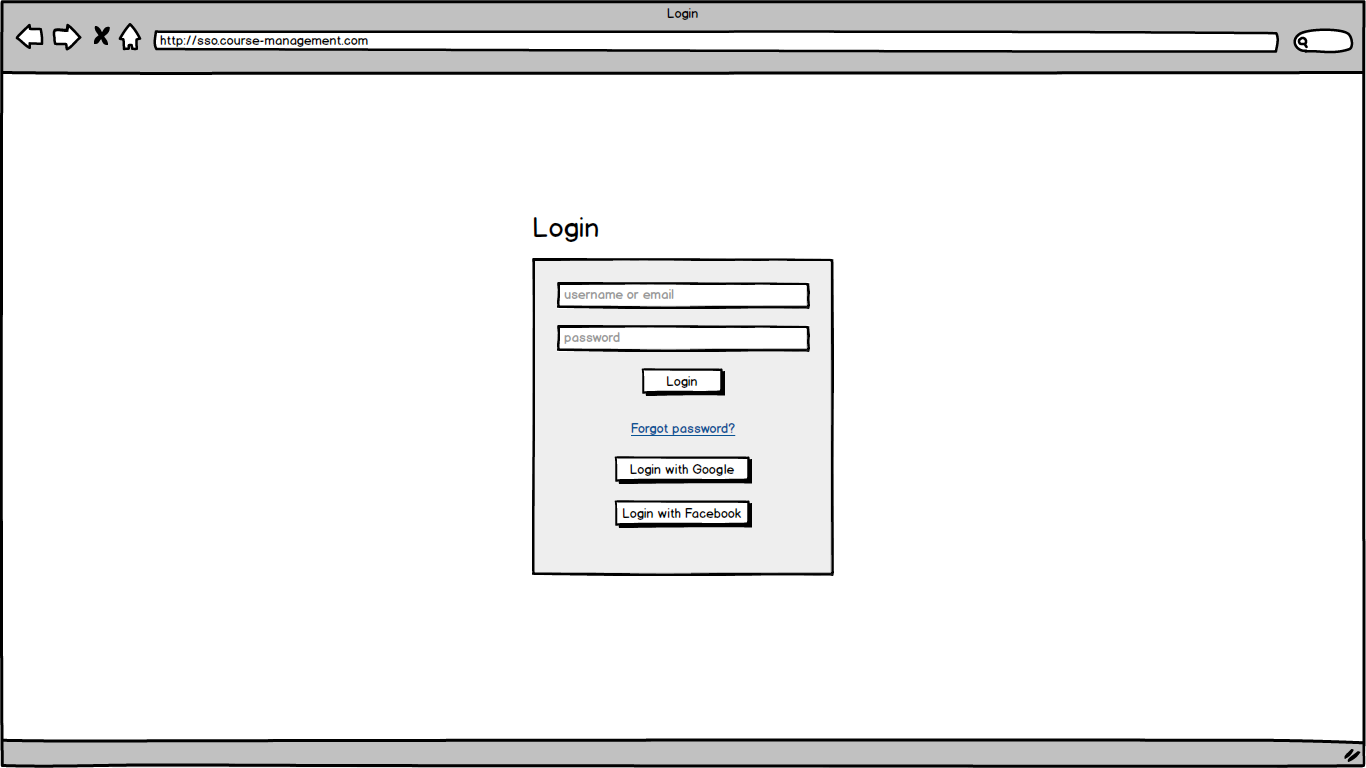 Login
http://sso.course-management.com
Login
username or email
password
Login
Forgot password?
Login with Google
Login with Facebook